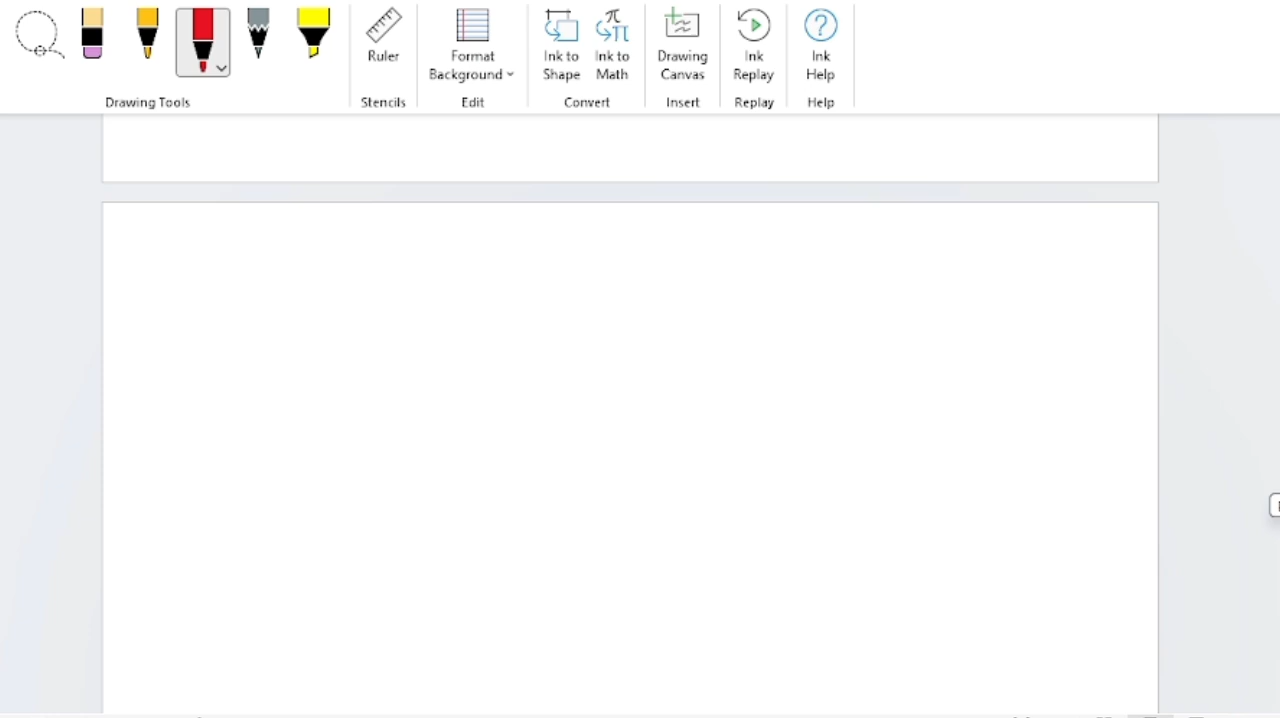 Ruler
Format Background
Ink to Shape
Ink to Math
Drawing Canvas
Ink Replay
Ink Help
Drawing Tools
Stencils
Edit
Convert
Insert
Replay
Help